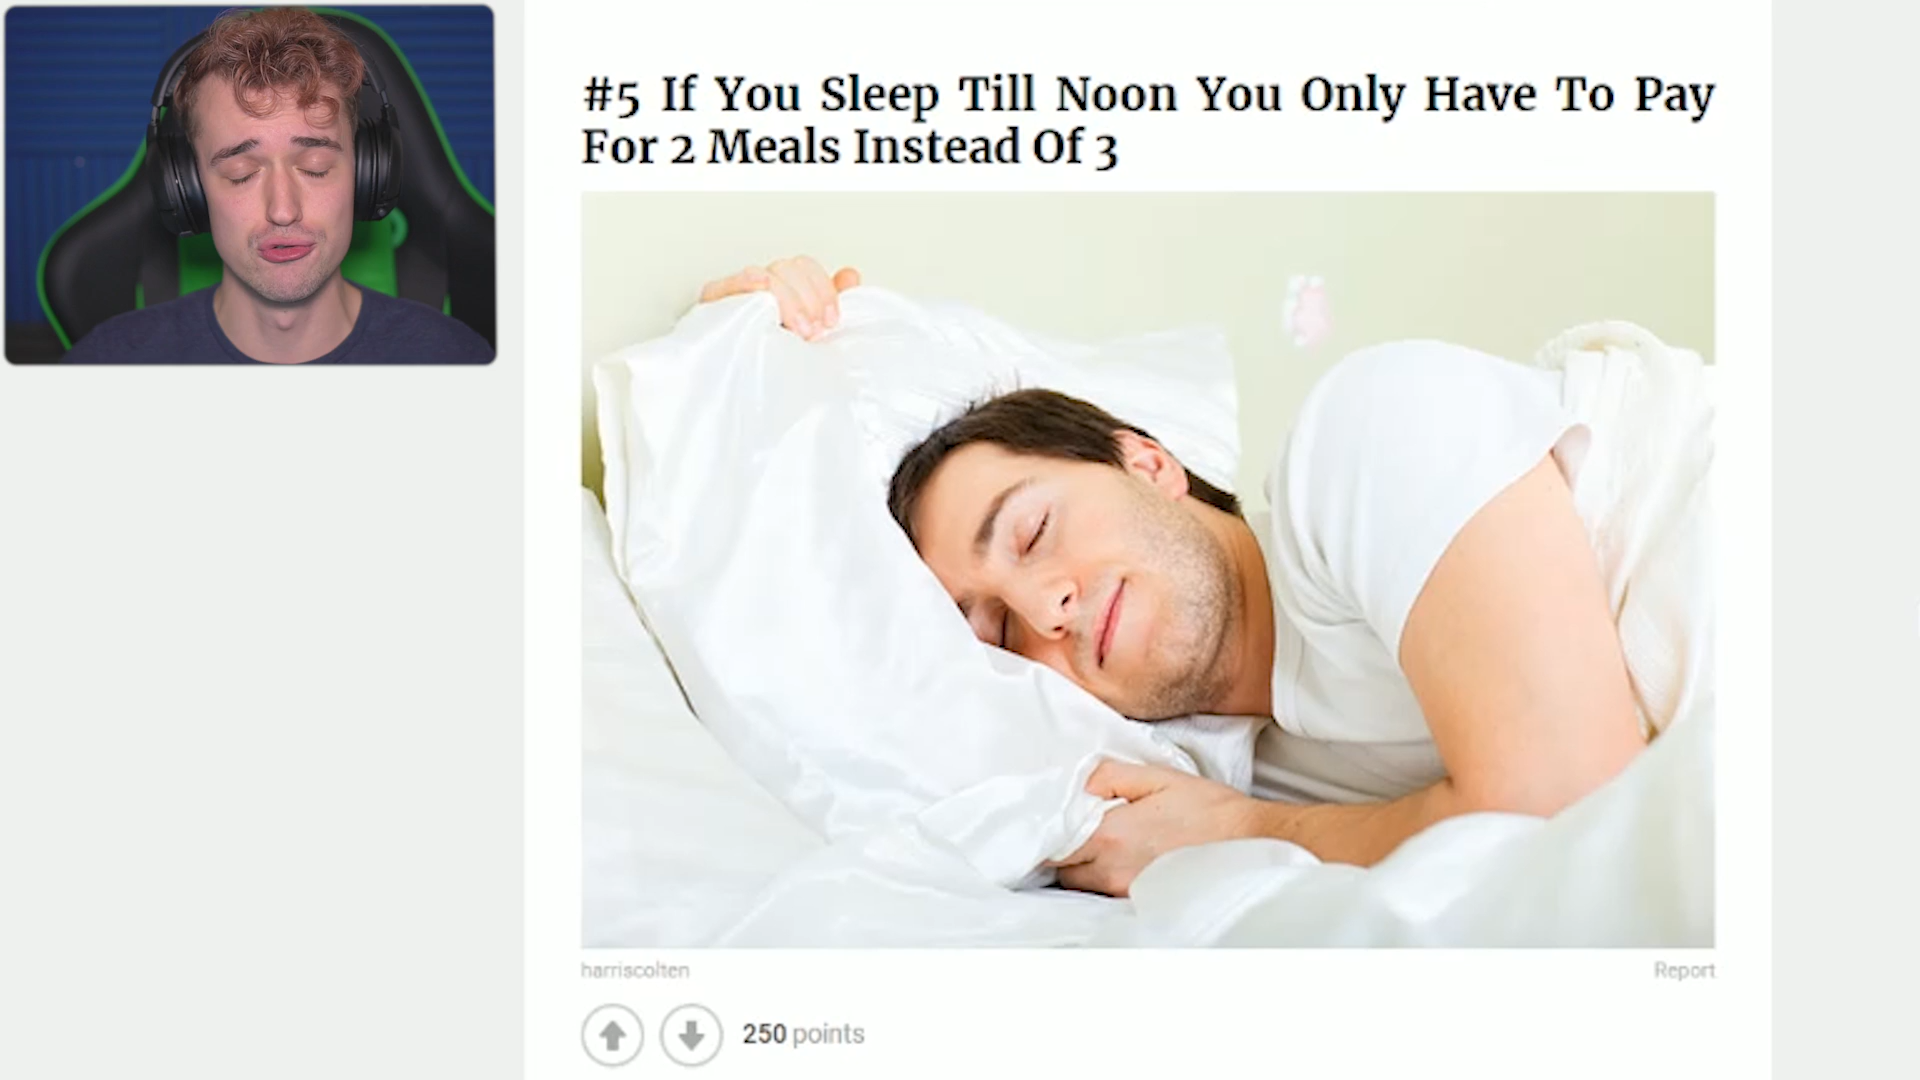 #5 If You Sleep Till Noon You Only Have To Pay
For 2 Meals Instead Of 3
harriscolten
Report
250 points